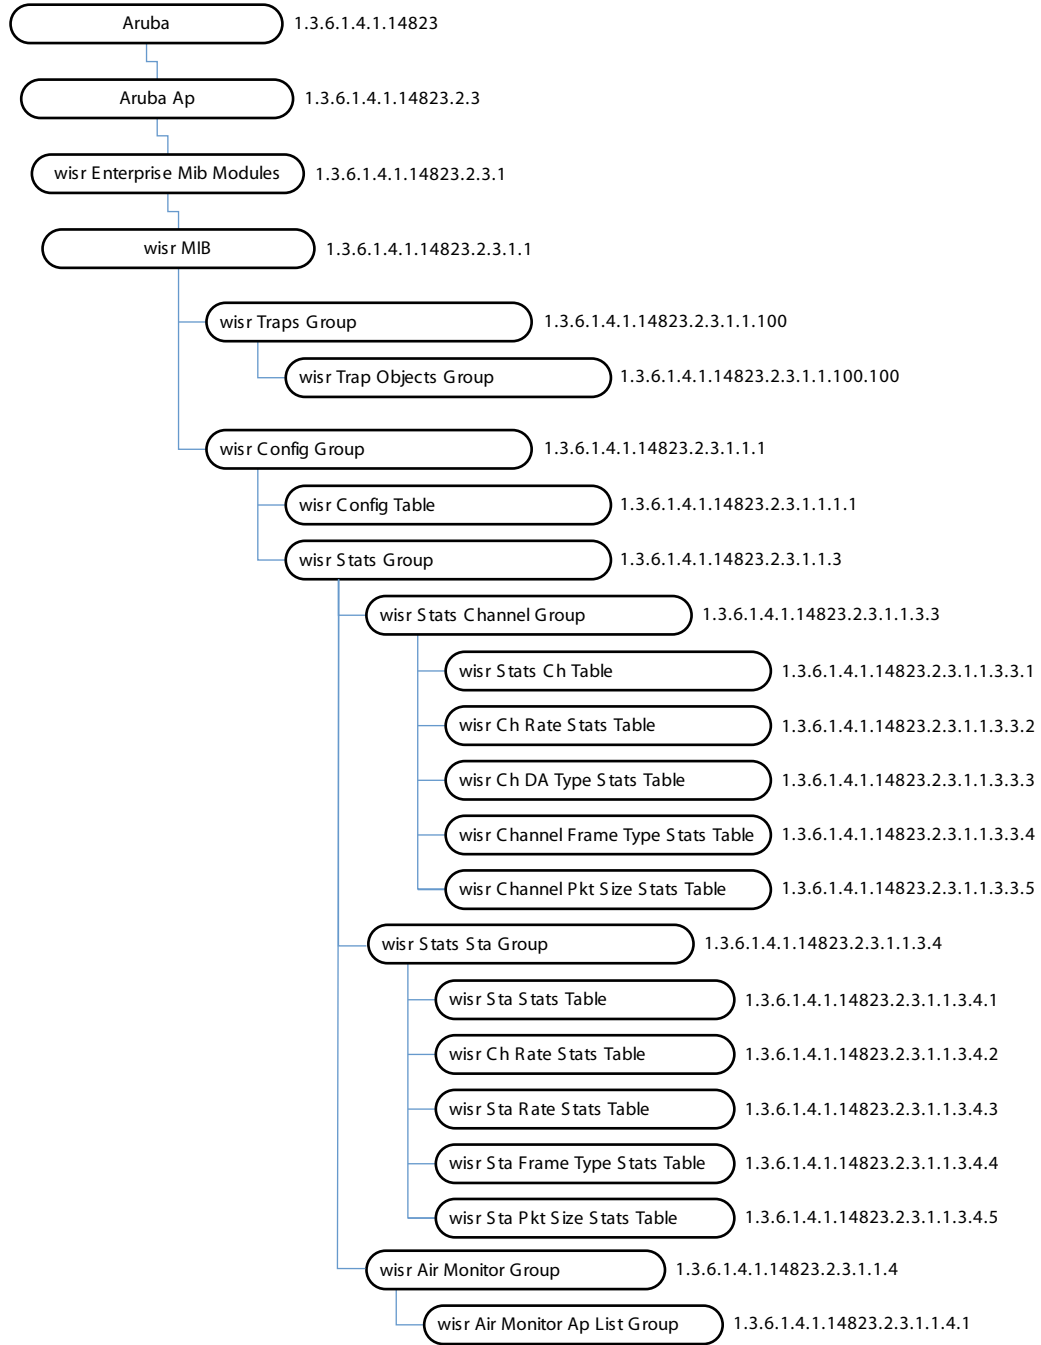 Aruba 1.3.6.1.4.1.14823
Aruba Ap 1.3.6.1.4.1.14823.2.3
wisr Enterprise Mib Modules 1.3.6.1.4.1.14823.2.3.1
wisr MIB 1.3.6.1.4.1.14823.2.3.1.1
wisr Traps Group 1.3.6.1.4.1.14823.2.3.1.1.100
wisr Trap Objects Group 1.3.6.1.4.1.14823.2.3.1.1.100.100
wisr Config Group 1.3.6.1.4.1.14823.2.3.1.1.1
wisr Config Table 1.3.6.1.4.1.14823.2.3.1.1.1.1
wisr Stats Group 1.3.6.1.4.1.14823.2.3.1.1.3
wisr Stats Channel Group 1.3.6.1.4.1.14823.2.3.1.1.3.3
wisr Stats Ch Table 1.3.6.1.4.1.14823.2.3.1.1.3.3.1
wisr Ch Rate Stats Table 1.3.6.1.4.1.14823.2.3.1.1.3.3.2
wisr Ch DA Type Stats Table 1.3.6.1.4.1.14823.2.3.1.1.3.3.3
wisr Channel Frame Type Stats Table 1.3.6.1.4.1.14823.2.3.1.1.3.3.4
wisr Channel Pkt Size Stats Table 1.3.6.1.4.1.14823.2.3.1.1.3.3.5
wisr Stats Sta Group 1.3.6.1.4.1.14823.2.3.1.1.3.4
wisr Sta Stats Table 1.3.6.1.4.1.14823.2.3.1.1.3.4.1
wisr Ch Rate Stats Table 1.3.6.1.4.1.14823.2.3.1.1.3.4.2
wisr Sta Rate Stats Table 1.3.6.1.4.1.14823.2.3.1.1.3.4.3
wisr Sta Frame Type Stats Table 1.3.6.1.4.1.14823.2.3.1.1.3.4.4
wisr Sta Pkt Size Stats Table 1.3.6.1.4.1.14823.2.3.1.1.3.4.5
wisr Air Monitor Group 1.3.6.1.4.1.14823.2.3.1.1.4
wisr Air Monitor Ap List Group 1.3.6.1.4.1.14823.2.3.1.1.4.1